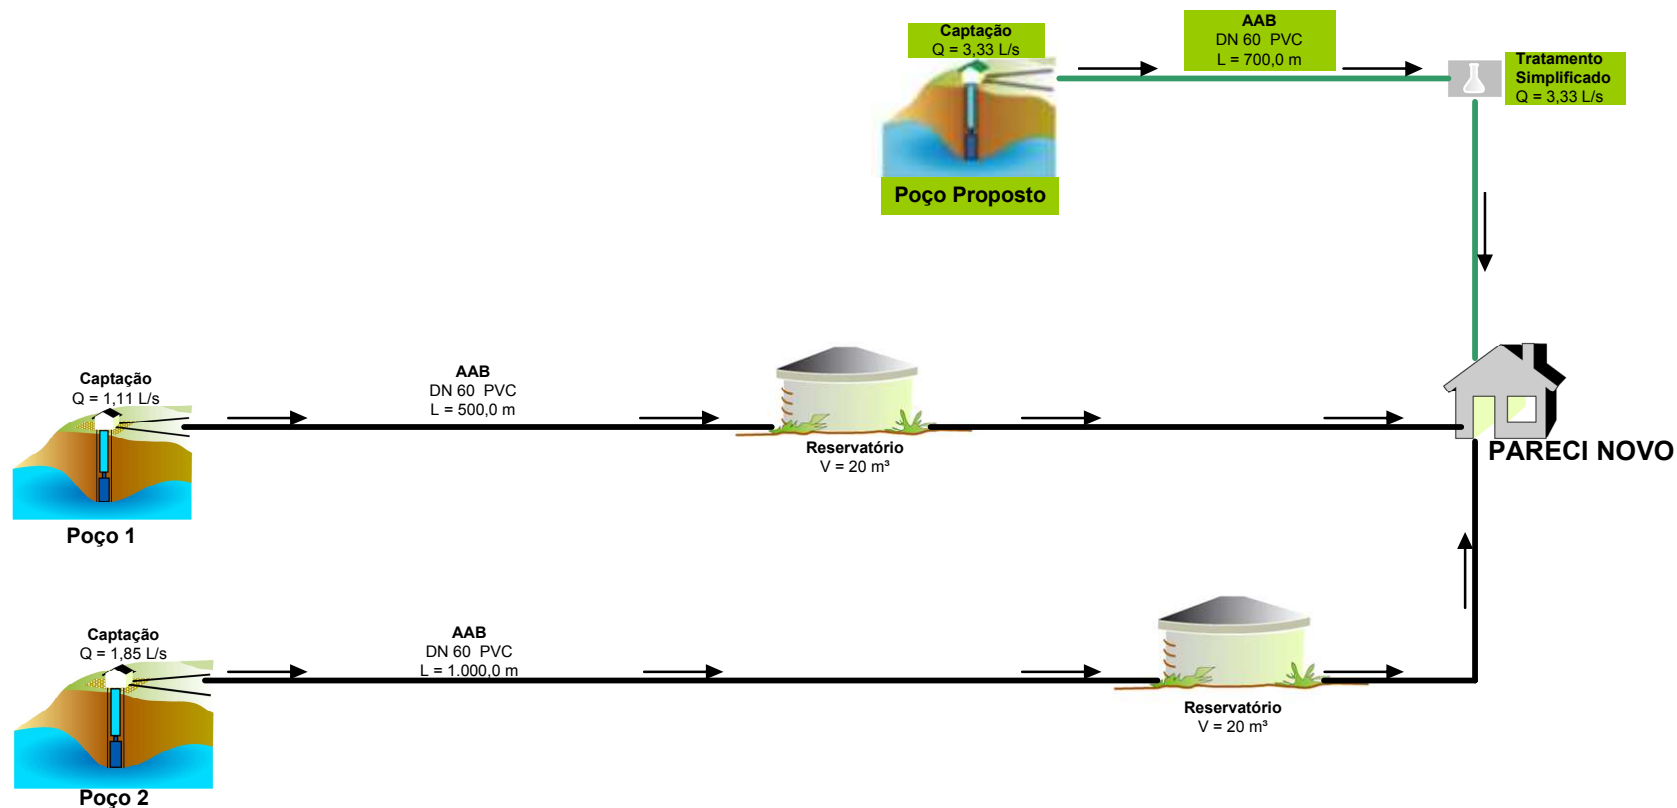 Captação
Q = 3,33 L/s
AAB
DN 60  PVC
L = 700,0 m
Tratamento
Simplificado
Q = 3,33 L/s
Poço Proposto
Captação
Q = 1,11 L/s
AAB
DN 60  PVC
L = 500,0 m
Reservatório
V = 20 m³
PARECI NOVO
Poço 1
Captação
Q = 1,85 L/s
AAB
DN 60  PVC
L = 1.000,0 m
Reservatório
V = 20 m³
Poço 2